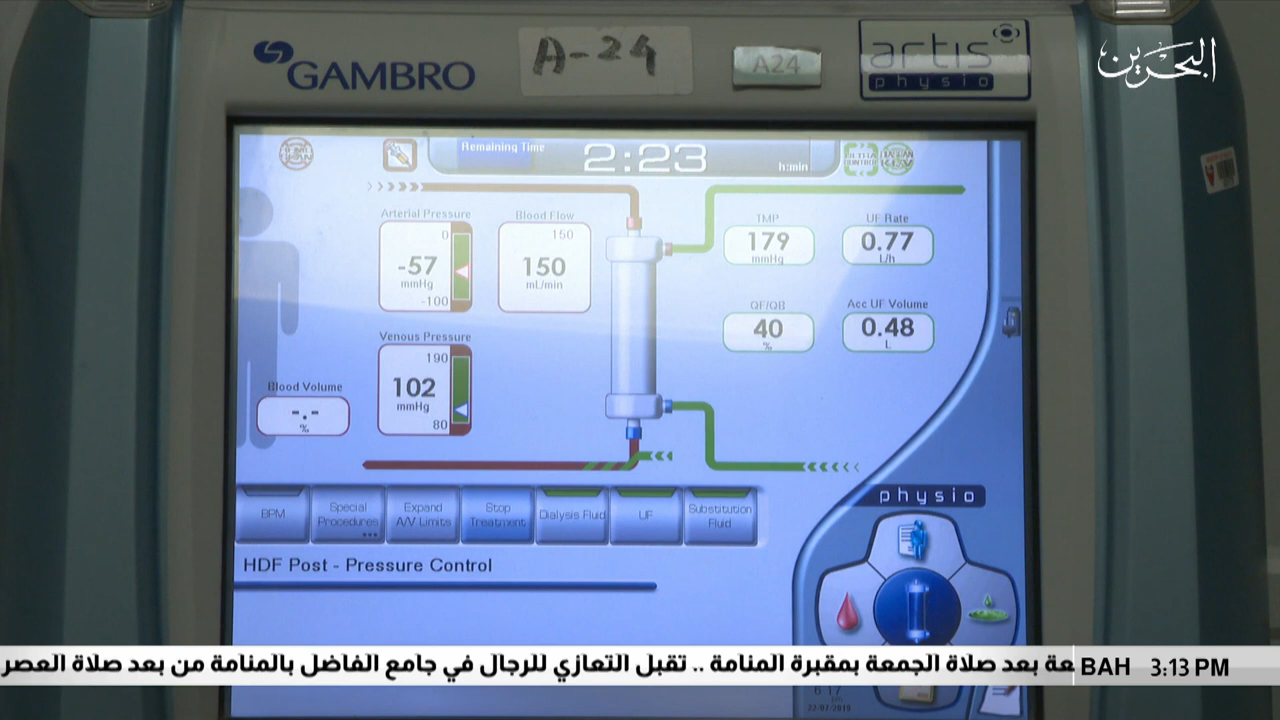 GAMBRO
A-24
A24
artis
physio
البحرين
Remaining Time
2:23
h:min
Arterial Pressure
0
-57
mmHg
-100
Blood Flow
150
150
mL/min
TMP
179
mmHg
UF Rate
0.77
L/h
QF/QB
40
%
Acc UF Volume
0.48
L
Venous Pressure
190
102
mmHg
80
Blood Volume
-.-
%
BPM
Special Procedures
Expand A/V Limits
Stop Treatment
Dialysis Fluid
UF
Substitution Fluid
physio
HDF Post - Pressure Control
عة بعد صلاة الجمعة بمقبرة المنامة .. تقبل التعازي للرجال في جامع الفاضل بالمنامة من بعد صلاة العصر
BAH 3:13 PM
22/07/2019